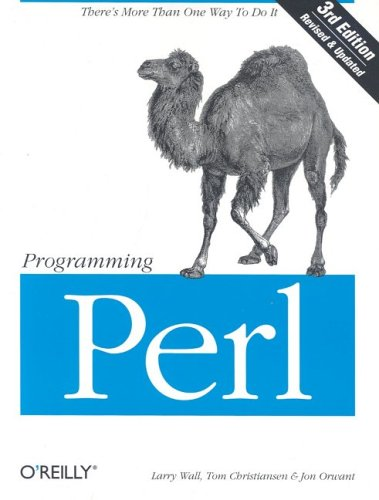 There's More Than One Way To Do It
3rd Edition
Revised & Updated
Programming
Perl
O'REILLY®
Larry Wall, Tom Christiansen & Jon Orwant